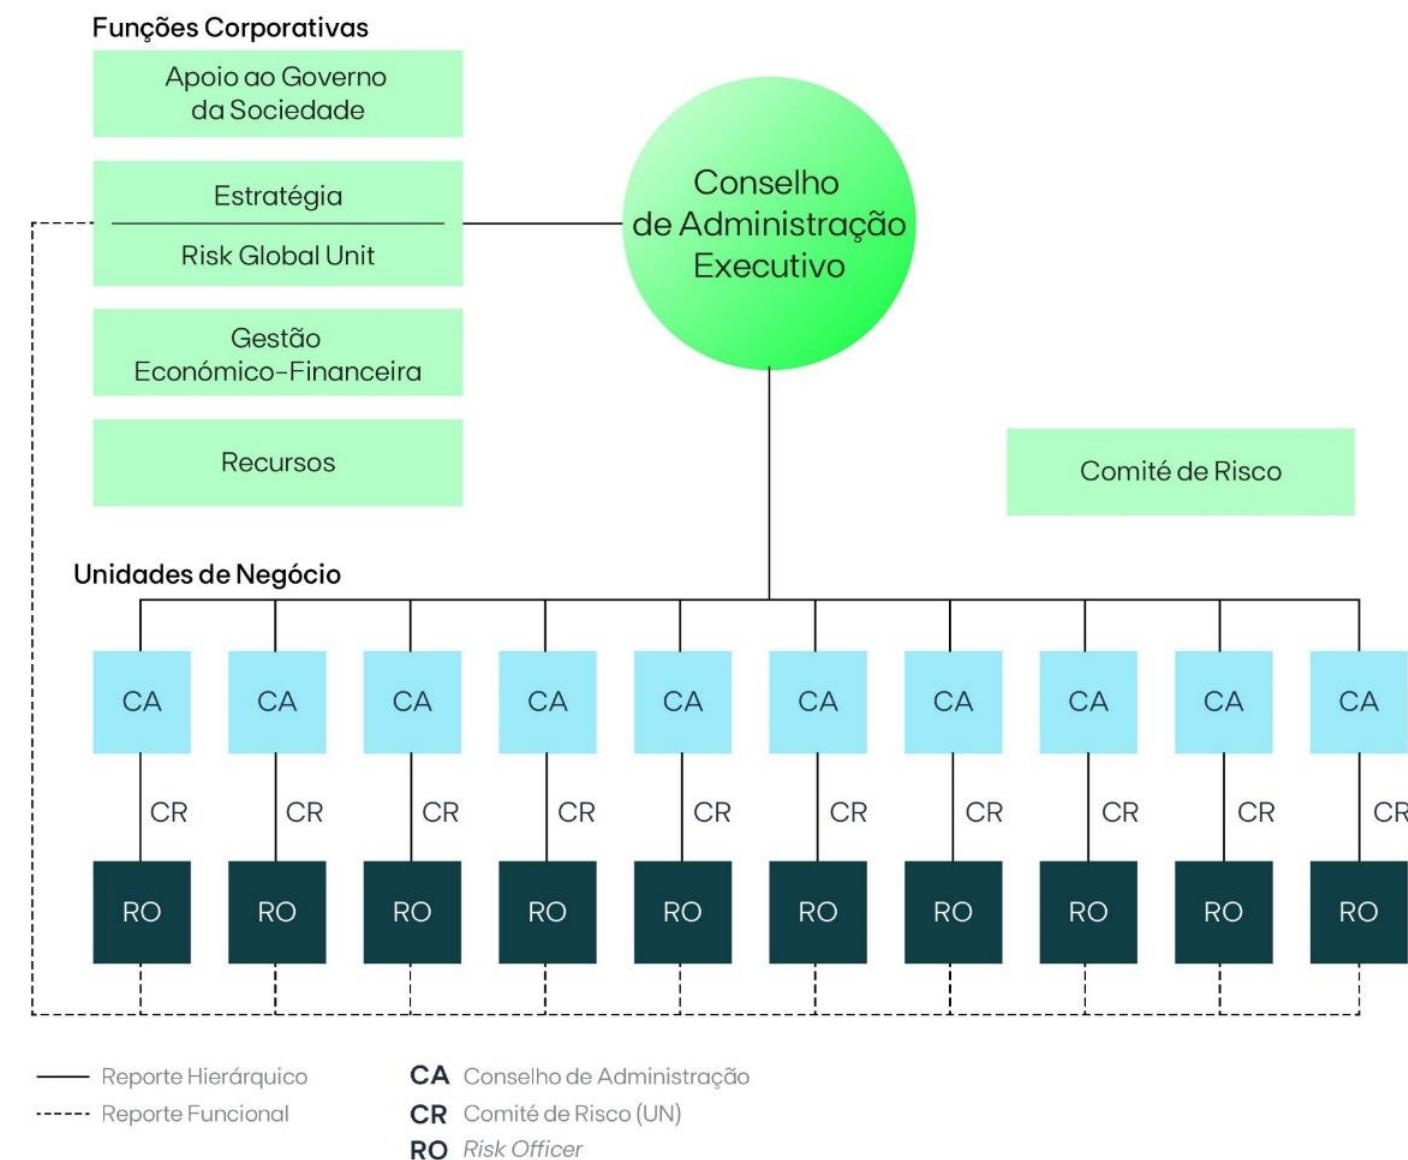 Funções Corporativas
Apoio ao Governo
da Sociedade
Estratégia
Risk Global Unit
Gestão
Económico-Financeira
Recursos
Conselho
de Administração
Executivo
Comité de Risco
Unidades de Negócio
CA CA CA CA CA CA CA CA CA CA
CR CR CR CR CR CR CR CR CR CR
RO RO RO RO RO RO RO RO RO RO
Reporte Hierárquico
Reporte Funcional
CA Conselho de Administração
CR Comité de Risco (UN)
RO Risk Officer